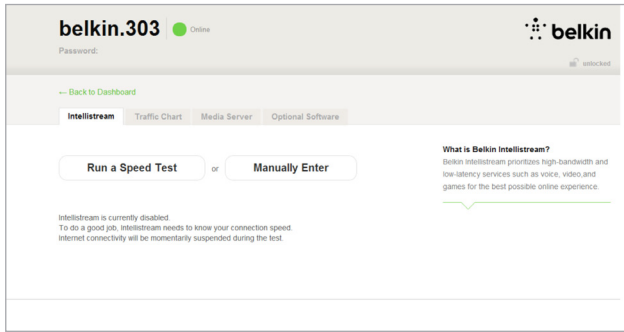 belkin.303 Online
belkin
Password:
unlocked
← Back to Dashboard
Intellistream Traffic Chart Media Server Optional Software
Run a Speed Test or Manually Enter
What is Belkin Intellistream?
Belkin Intellistream prioritizes high-bandwidth and
low-latency services such as voice, video,and
games for the best possible online experience.
Intellistream is currently disabled.
To do a good job, Intellistream needs to know your connection speed.
Internet connectivity will be momentarily suspended during the test.